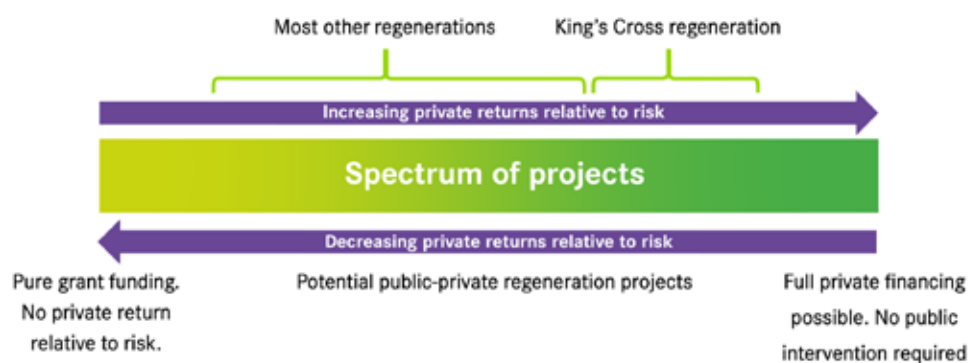 Most other regenerations
King's Cross regeneration
Increasing private returns relative to risk
Spectrum of projects
Decreasing private returns relative to risk
Pure grant funding.
No private return
relative to risk.
Potential public-private regeneration projects
Full private financing
possible. No public
intervention required